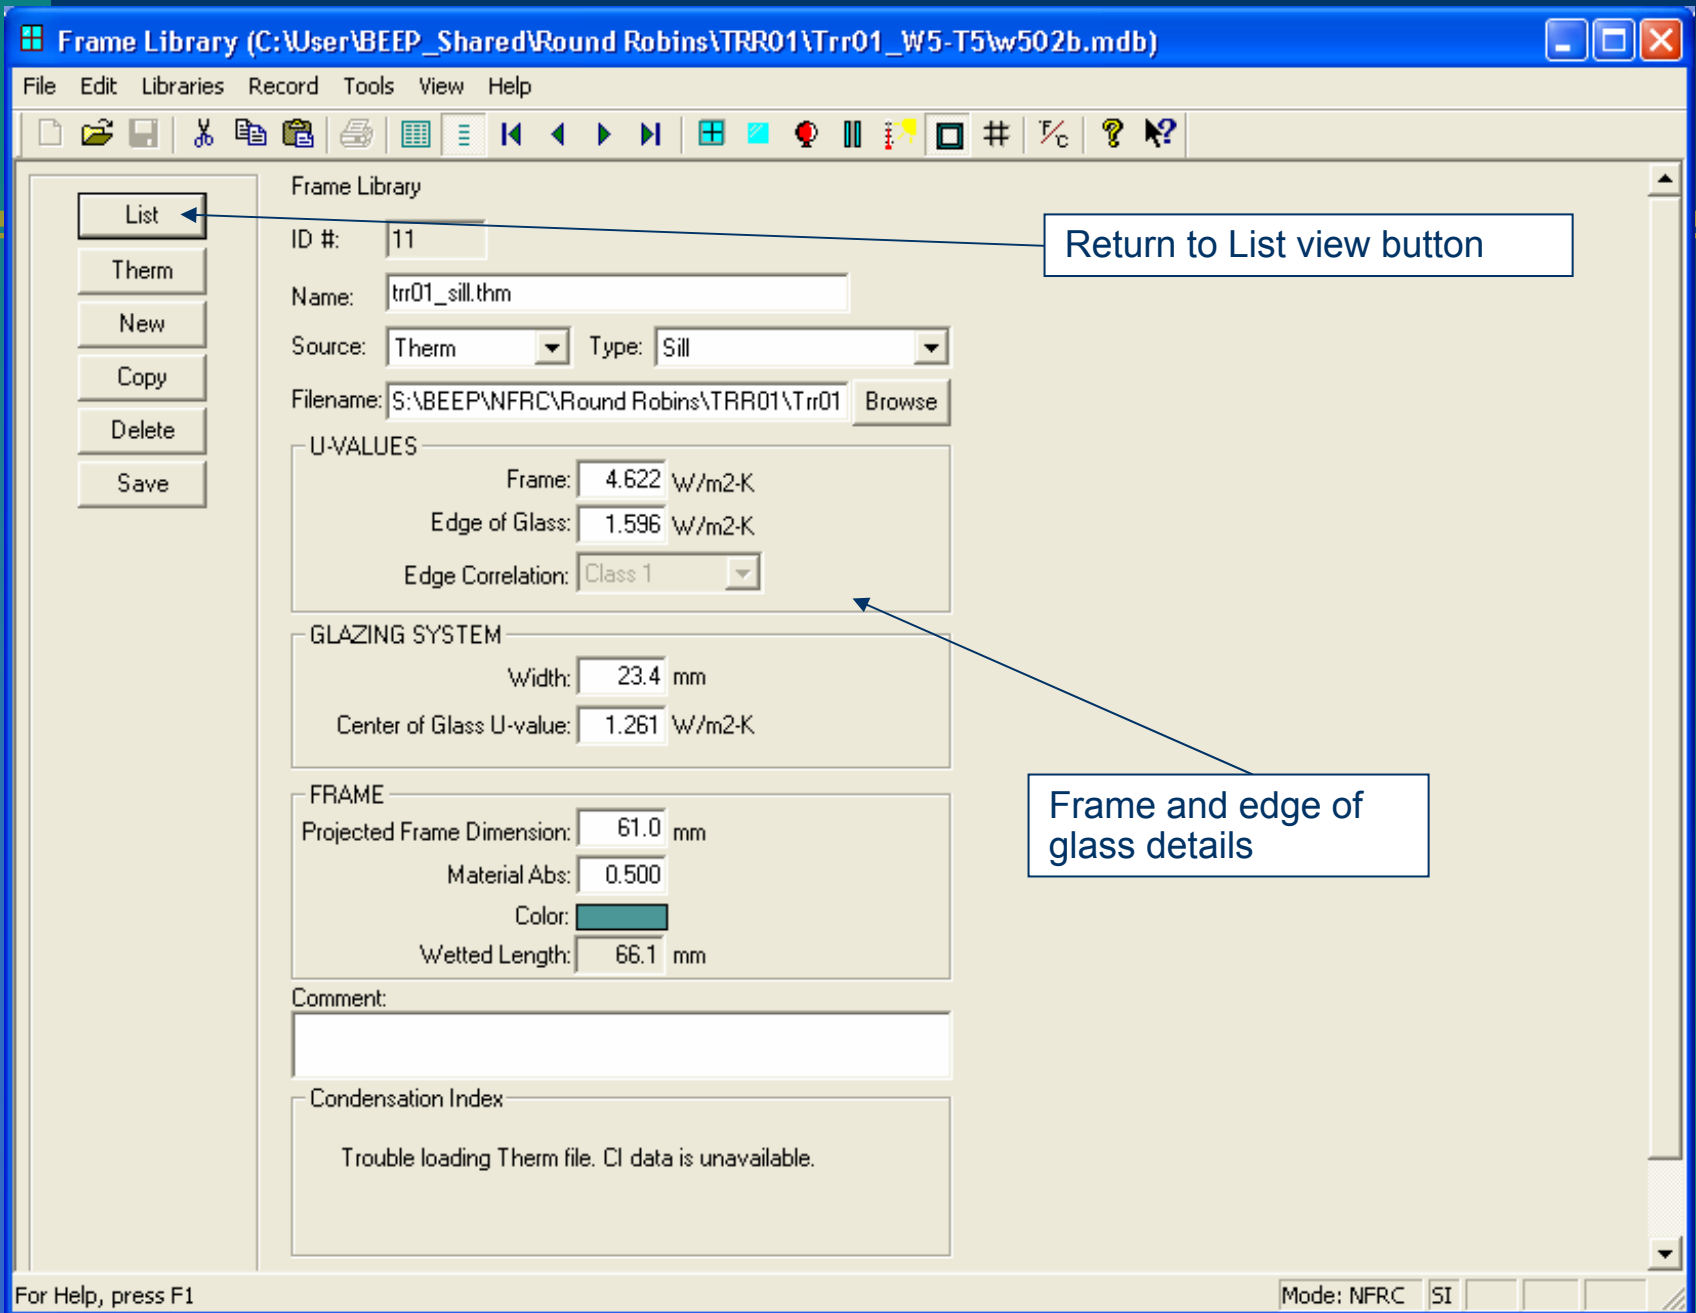 Frame Library (C:\User\BEEP_Shared\Round Robins\TRR01\Trr01_W5-T5\w502b.mdb)
File Edit Libraries Record Tools View Help
°F/C
List
Therm
New
Copy
Delete
Save
Frame Library
ID #: 11
Name: trr01_sill.thm
Source: Therm Type: Sill
Filename: S:\BEEP\NFRC\Round Robins\TRR01\Trr01 Browse
U-VALUES
Frame: 4.622 W/m2-K
Edge of Glass: 1.596 W/m2-K
Edge Correlation: Class 1
GLAZING SYSTEM
Width: 23.4 mm
Center of Glass U-value: 1.261 W/m2-K
FRAME
Projected Frame Dimension: 61.0 mm
Material Abs: 0.500
Color:
Wetted Length: 66.1 mm
Comment:
Condensation Index
Trouble loading Therm file. CI data is unavailable.
Return to List view button
Frame and edge of
glass details
For Help, press F1
Mode: NFRC SI